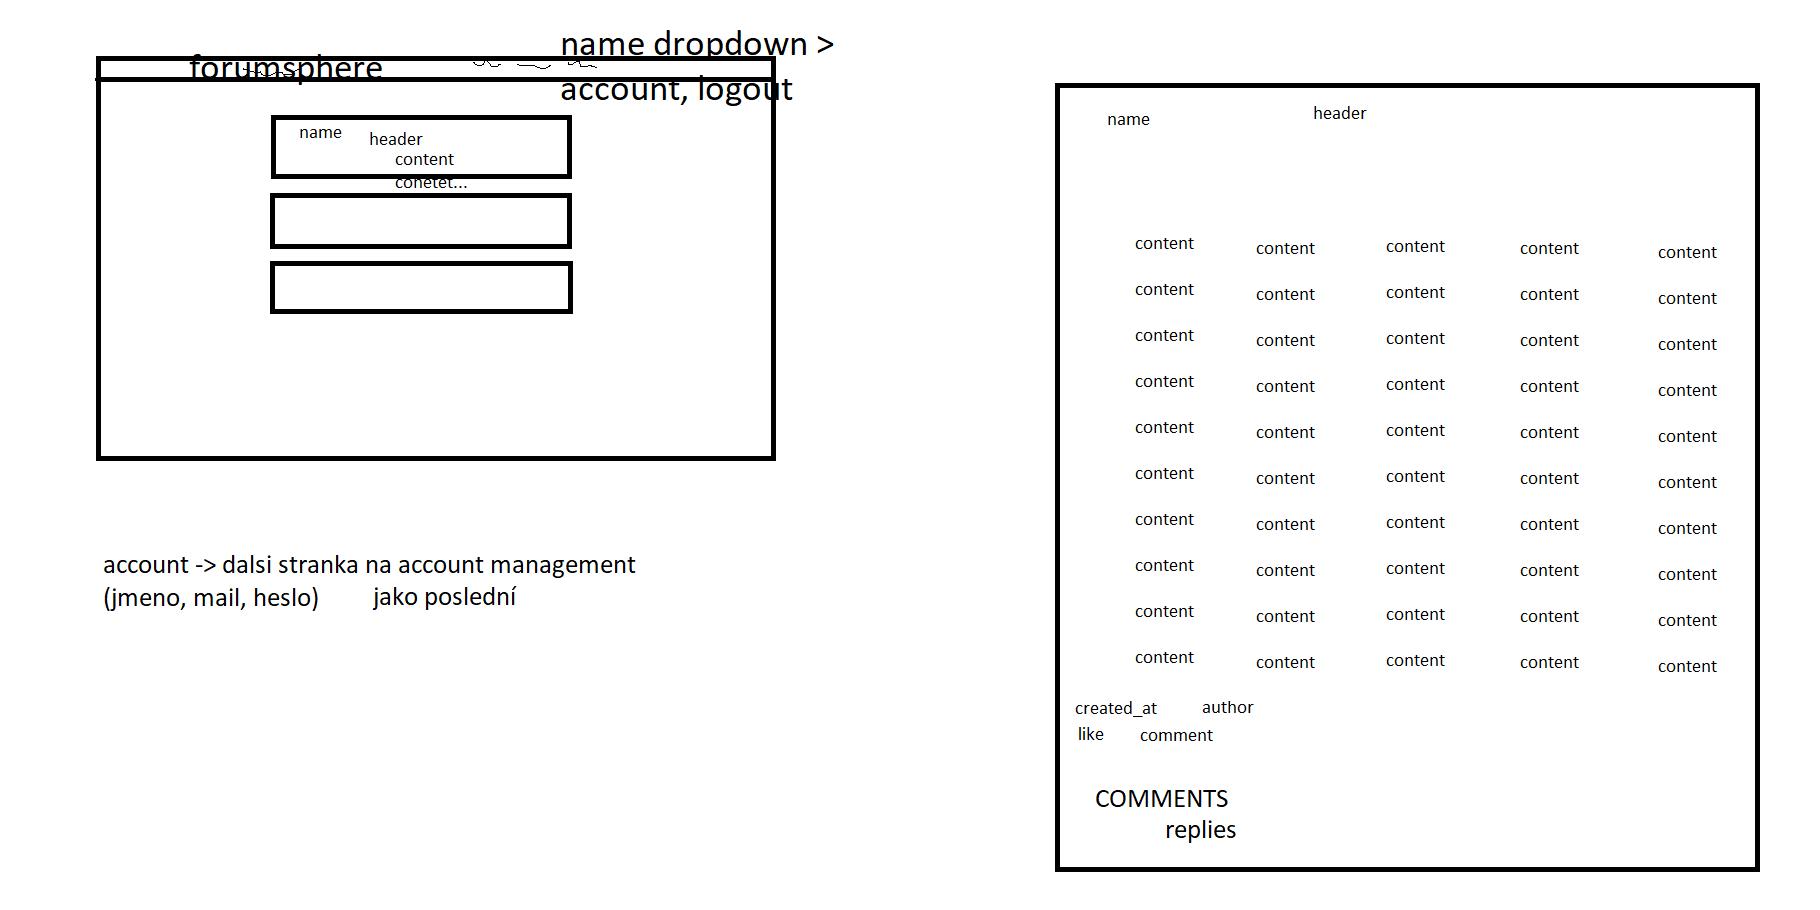 forumsphere
name dropdown >
account, logout
name header
content
conetet...
account -> dalsi stranka na account management
(jmeno, mail, heslo) jako poslední
name header
content content content content content
content content content content content
content content content content content
content content content content content
content content content content content
content content content content content
content content content content content
content content content content content
content content content content content
content content content content content
created_at author
like comment
COMMENTS
replies